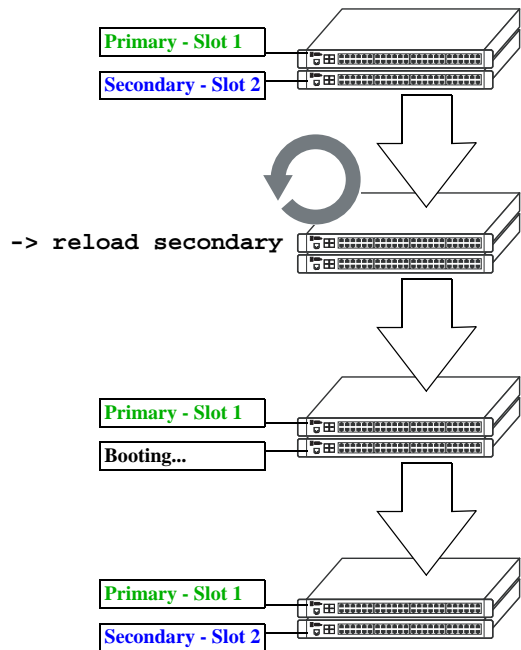 Primary - Slot 1
Secondary - Slot 2
-> reload secondary
Primary - Slot 1
Booting...
Primary - Slot 1
Secondary - Slot 2